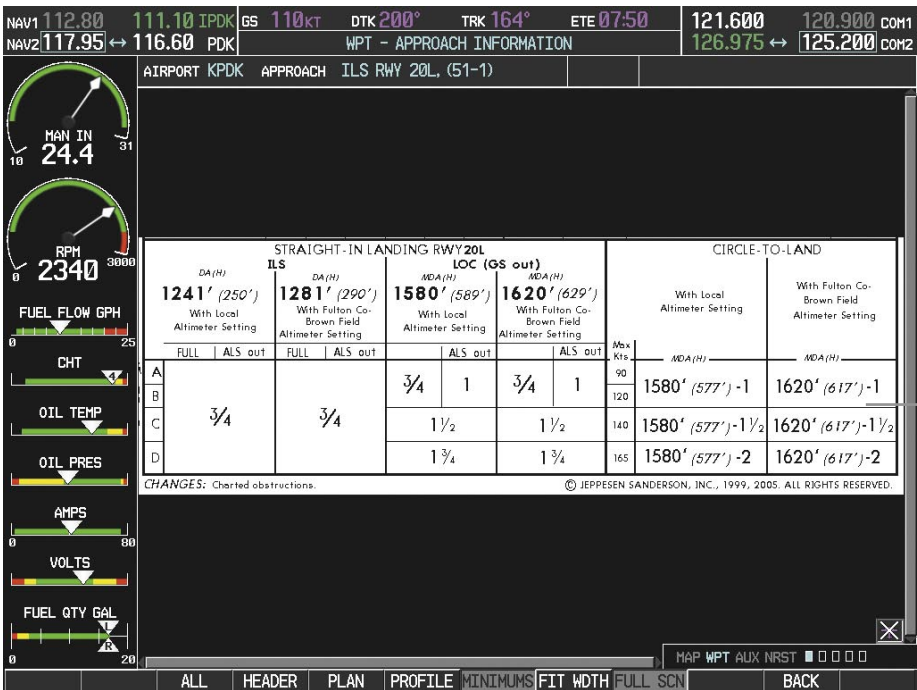 NAV1 112.80 111.10 IPDK GS 110KT DTK 200° TRK 164° ETE 07:50 121.600 120.900 COM1
NAV2 117.95 ↔ 116.60 PDK WPT - APPROACH INFORMATION 126.975 ↔ 125.200 COM2
AIRPORT KPDK APPROACH ILS RWY 20L, (51-1)
MAN IN
10 24.4 31
RPM
0 2340 3000
FUEL FLOW GPH
0 25
CHT
4
OIL TEMP
OIL PRES
AMPS
0 80
VOLTS
FUEL QTY GAL
L
R
0 20
STRAIGHT-IN LANDING RWY 20L CIRCLE-TO-LAND
ILS LOC (GS out)
DA(H) DA(H) MDA(H) MDA(H)
1241' (250') 1281' (290') 1580' (589') 1620' (629')
With Local Altimeter Setting
With Fulton Co-Brown Field Altimeter Setting
With Local Altimeter Setting
With Fulton Co-Brown Field Altimeter Setting
With Local Altimeter Setting
With Fulton Co-Brown Field Altimeter Setting
FULL ALS out FULL ALS out ALS out ALS out Max Kts MDA(H) MDA(H)
A 3/4 3/4 3/4 1 3/4 1 90 1580' (577') -1 1620' (617') -1
B 120
C 1 1/2 1 1/2 140 1580' (577') -1 1/2 1620' (617') -1 1/2
D 1 3/4 1 3/4 165 1580' (577') -2 1620' (617') -2
CHANGES: Charted obstructions. © JEPPESEN SANDERSON, INC., 1999, 2005. ALL RIGHTS RESERVED.
MAP WPT AUX NRST
ALL HEADER PLAN PROFILE MINIMUMS FIT WDTH FULL SCN BACK